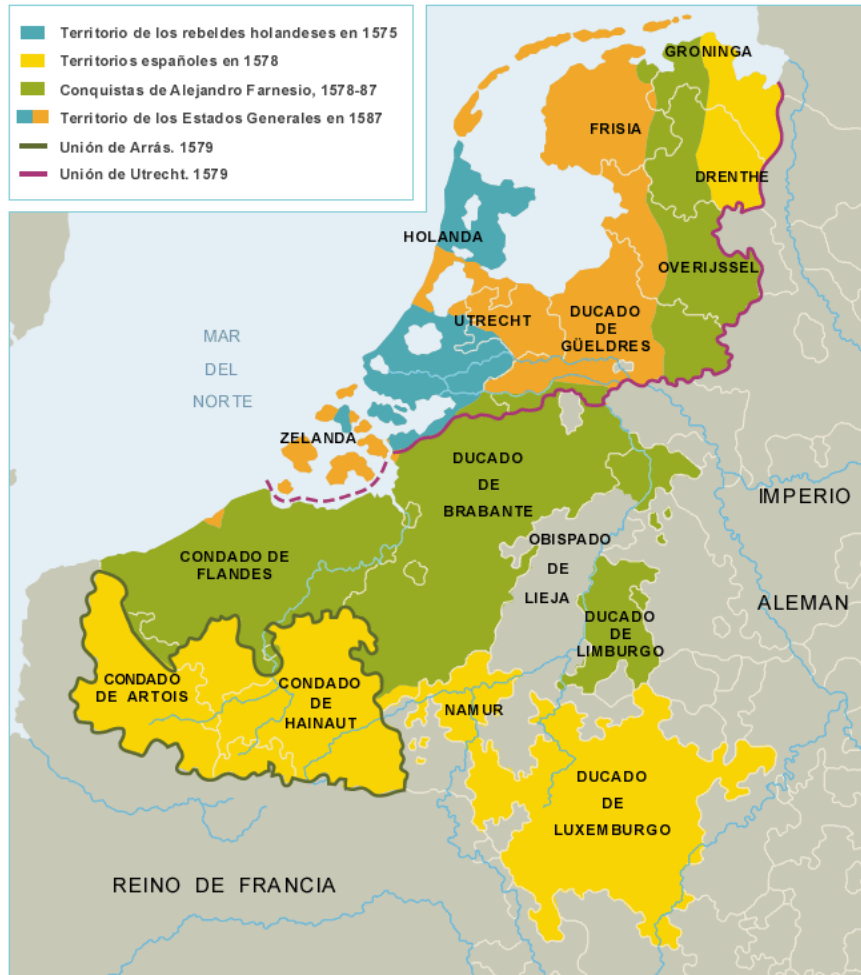 Territorio de los rebeldes holandeses en 1575
Territorios españoles en 1578
Conquistas de Alejandro Farnesio, 1578-87
Territorio de los Estados Generales en 1587
Unión de Arrás. 1579
Unión de Utrecht. 1579
GRONINGA
FRISIA
DRENTHE
HOLANDA
OVERIJSSEL
UTRECHT
DUCADO
DE
GÜELDRES
MAR
DEL
NORTE
ZELANDA
DUCADO
DE
BRABANTE
IMPERIO
ALEMAN
CONDADO DE
FLANDES
OBISPADO
DE
LIEJA
DUCADO
DE
LIMBURGO
CONDADO
DE ARTOIS
CONDADO
DE
HAINAUT
NAMUR
DUCADO
DE
LUXEMBURGO
REINO DE FRANCIA